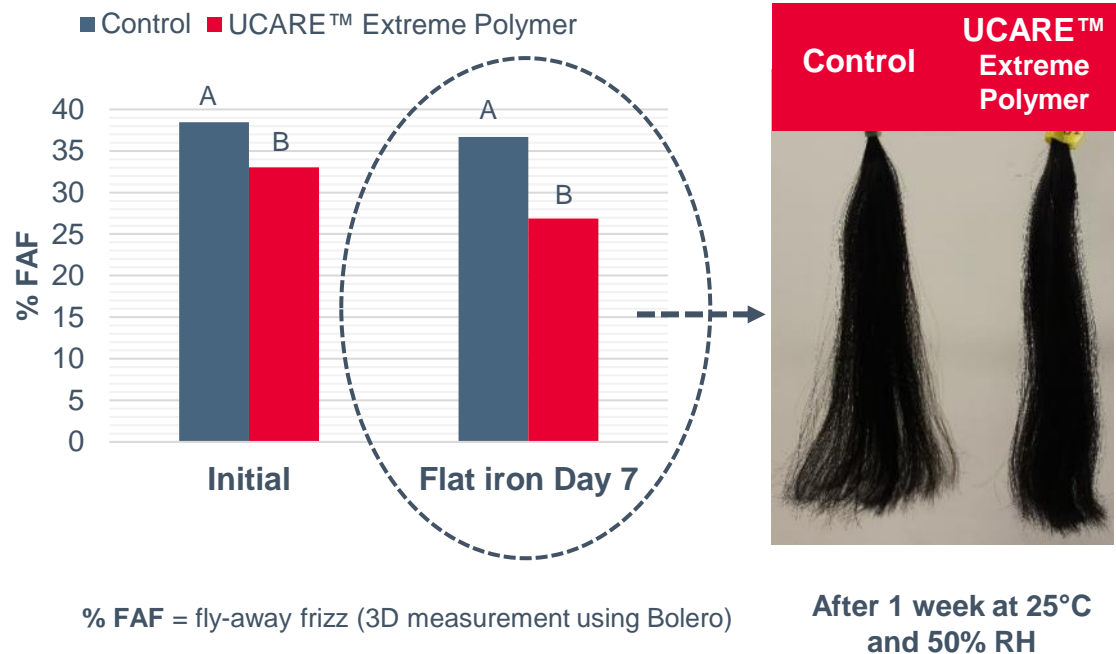 Control UCARE™ Extreme Polymer
% FAF
40
35
30
25
20
15
10
5
0
A
B
A
B
Initial
Flat iron Day 7
% FAF = fly-away frizz (3D measurement using Bolero)
Control
UCARE™
Extreme
Polymer
After 1 week at 25°C
and 50% RH